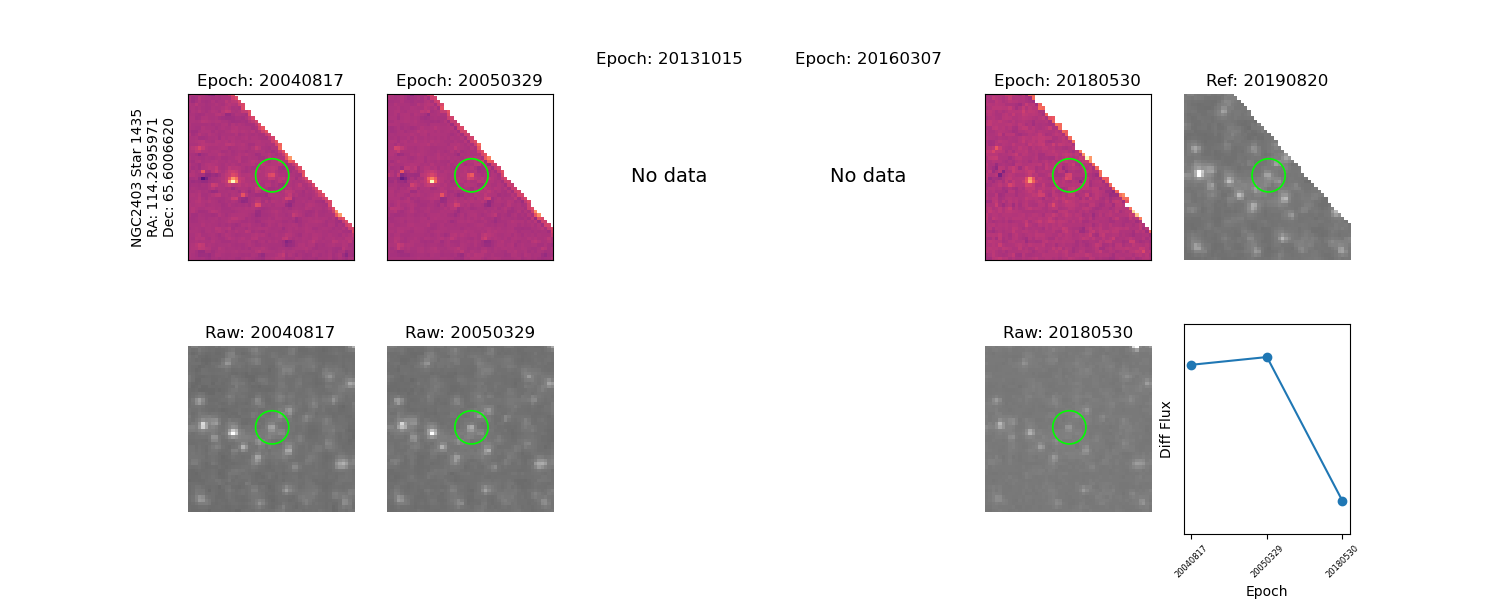 NGC2403 Star 1435
RA: 114.2695971
Dec: 65.6006620
Epoch: 20040817
Epoch: 20050329
Epoch: 20131015
No data
Epoch: 20160307
No data
Epoch: 20180530
Ref: 20190820
Raw: 20040817
Raw: 20050329
Raw: 20180530
Diff Flux
20040817
20050329
20180530
Epoch